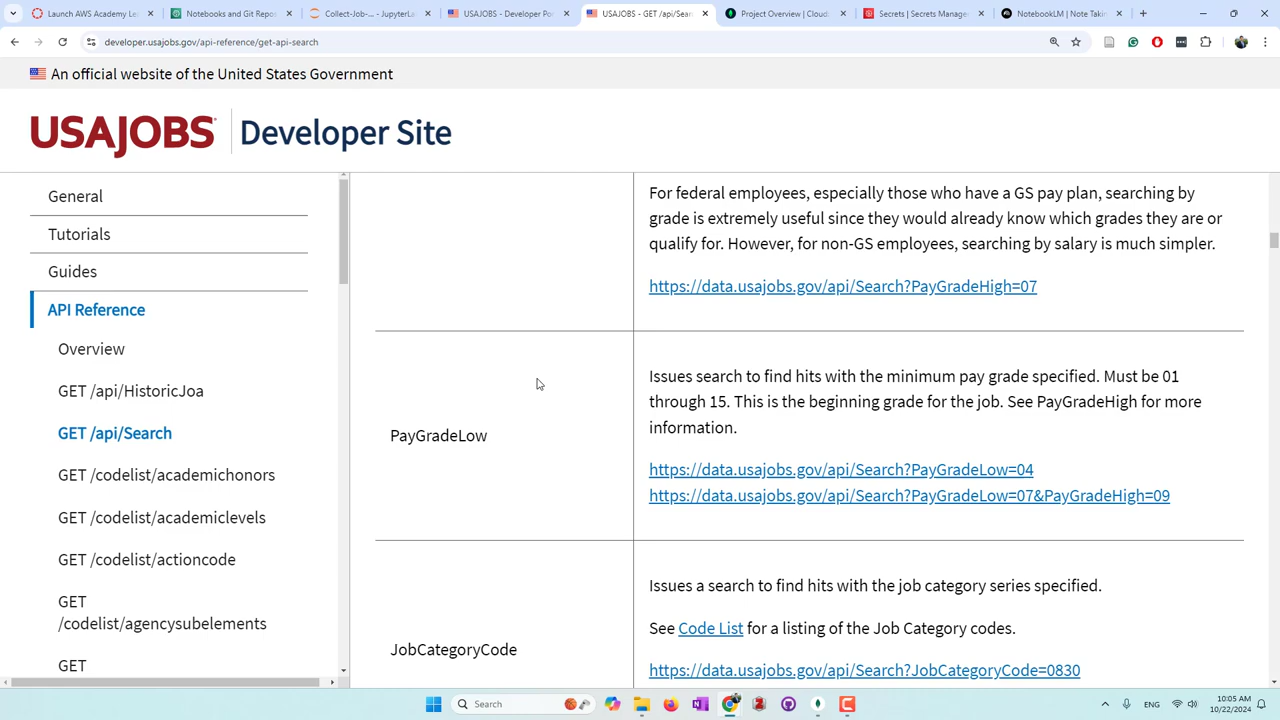 Launch AWS Academy Le
Notebooks and Git Repo
Collect-Job-... - JupyterLa
USAJOBS - Developer Po
USAJOBS - GET /api/Sear
Project Overview | Cloud
Secrets | Secrets Manage
NotebookLM | Note Takin
developer.usajobs.gov/api-reference/get-api-search
An official website of the United States Government
USAJOBS Developer Site
General
Tutorials
Guides
API Reference
Overview
GET /api/HistoricJoa
GET /api/Search
GET /codelist/academichonors
GET /codelist/academiclevels
GET /codelist/actioncode
GET
/codelist/agencysubelements
GET
For federal employees, especially those who have a GS pay plan, searching by
grade is extremely useful since they would already know which grades they are or
qualify for. However, for non-GS employees, searching by salary is much simpler.
https://data.usajobs.gov/api/Search?PayGradeHigh=07
PayGradeLow
Issues search to find hits with the minimum pay grade specified. Must be 01
through 15. This is the beginning grade for the job. See PayGradeHigh for more
information.
https://data.usajobs.gov/api/Search?PayGradeLow=04
https://data.usajobs.gov/api/Search?PayGradeLow=07&PayGradeHigh=09
JobCategoryCode
Issues a search to find hits with the job category series specified.
See Code List for a listing of the Job Category codes.
https://data.usajobs.gov/api/Search?JobCategoryCode=0830
Search
ENG
10:05 AM
10/22/2024